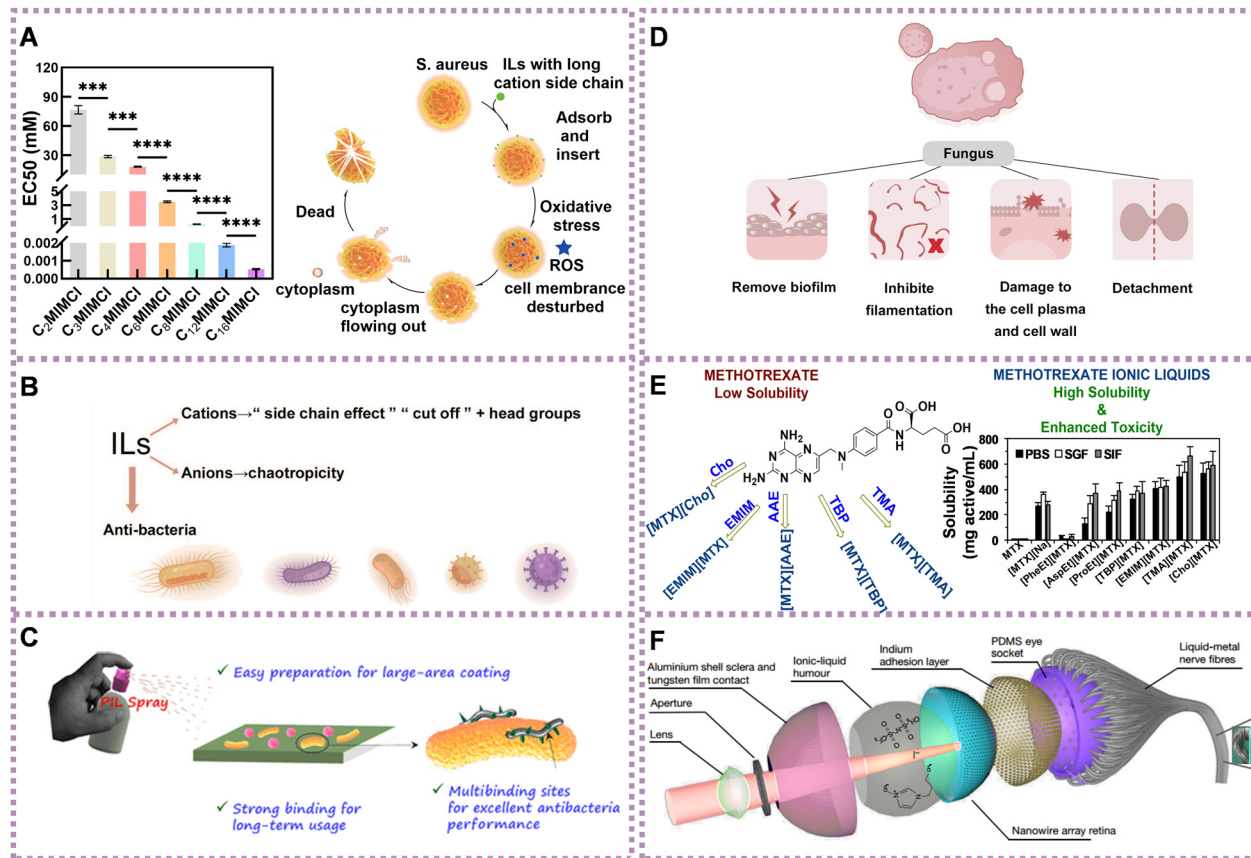 A
EC50 (mM)
120
90
60
30
5
3
1
0.002
0.001
0.000
***
***
****
****
****
****
C2MIMCl
C3MIMCl
C4MIMCl
C6MIMCl
C8MIMCl
C12MIMCl
C16MIMCl
S. aureus
ILs with long
cation side chain
Adsorb
and
insert
Oxidative
stress
ROS
cell membrance
desturbed
cytoplasm
flowing out
cytoplasm
Dead
B
ILs
Cations→“ side chain effect ” “ cut off ” + head groups
Anions→chaotropicity
Anti-bacteria
C
PIL Spray
✓ Easy preparation for large-area coating
✓ Strong binding for
long-term usage
✓ Multibinding sites
for excellent antibacteria
performance
D
Fungus
Remove biofilm
Inhibite
filamentation
Damage to
the cell plasma
and cell wall
Detachment
E
METHOTREXATE
Low Solubility
METHOTREXATE IONIC LIQUIDS
High Solubility
&
Enhanced Toxicity
NH2
H2N
N
N
N
N
N
O
N
H
O
OH
OH
O
Cho
EMIM
AAE
TBP
TMA
[MTX][Cho]
[EMIM][MTX]
[MTX][AAE]
[MTX][TBP]
[MTX][TMA]
Solubility
(mg active/mL)
800
600
400
200
0
PBS
SGF
SIF
MTX
[MTX][Na]
[PheEt][MTX]
[AspEt][MTX]
[ProEt][MTX]
[TBP][MTX]
[EMIM][MTX]
[TMA][MTX]
[Cho][MTX]
F
Aluminium shell sclera and
tungsten film contact
Aperture
Lens
Ionic-liquid
humour
Indium
adhesion layer
PDMS eye
socket
Liquid-metal
nerve fibres
Nanowire array retina
I–